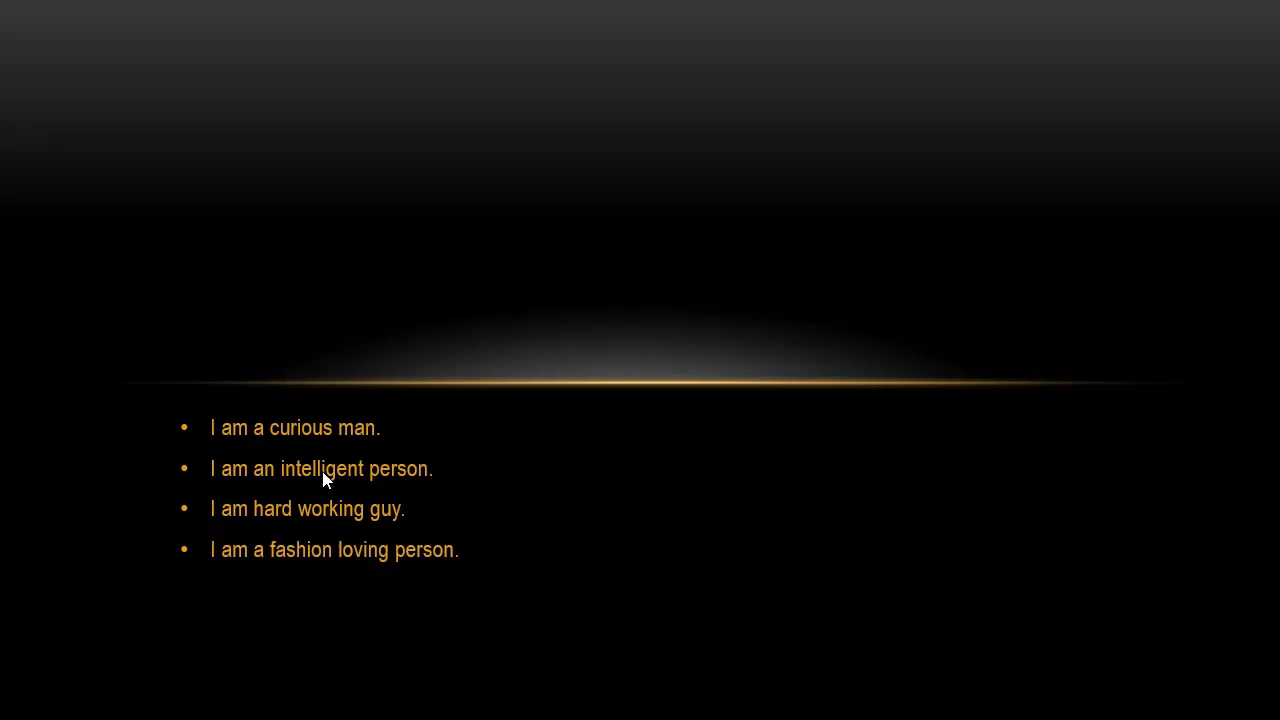 • I am a curious man.
• I am an intelligent person.
• I am hard working guy.
• I am a fashion loving person.